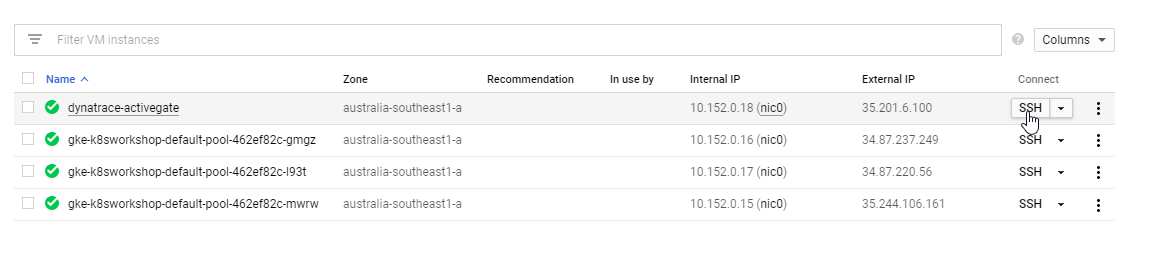 Filter VM instances Columns
Name Zone Recommendation In use by Internal IP External IP Connect
dynatrace-activegate australia-southeast1-a 10.152.0.18 (nic0) 35.201.6.100 SSH
gke-k8sworkshop-default-pool-462ef82c-gmgz australia-southeast1-a 10.152.0.16 (nic0) 34.87.237.249 SSH
gke-k8sworkshop-default-pool-462ef82c-l93t australia-southeast1-a 10.152.0.17 (nic0) 34.87.220.56 SSH
gke-k8sworkshop-default-pool-462ef82c-mwrw australia-southeast1-a 10.152.0.15 (nic0) 35.244.106.161 SSH